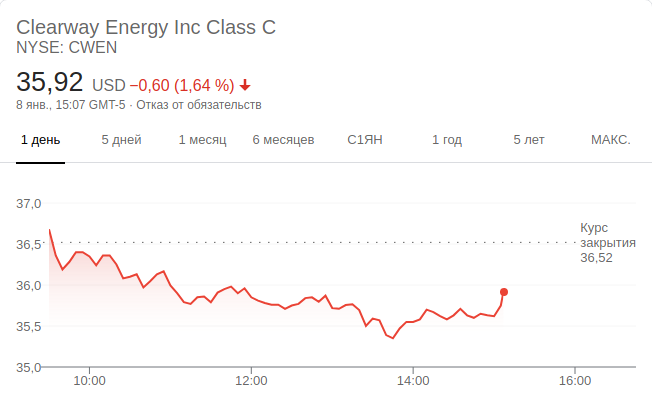 Clearway Energy Inc Class C
NYSE: CWEN
35,92 USD −0,60 (1,64 %)
8 янв., 15:07 GMT-5 · Отказ от обязательств
1 день 5 дней 1 месяц 6 месяцев С1ЯН 1 год 5 лет МАКС.
37,0
36,5
36,0
35,5
35,0
Курс
закрытия
36,52
10:00 12:00 14:00 16:00